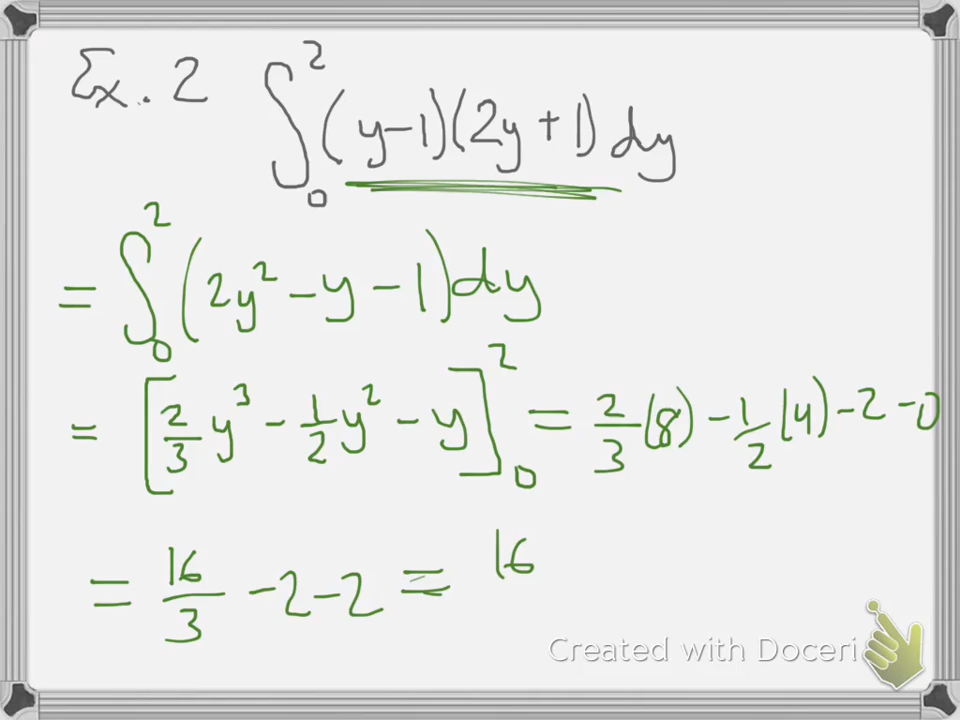 Ex. 2 ∫₀² (y-1)(2y+1) dy
= ∫₀² (2y² - y - 1) dy
= [2/3 y³ - 1/2 y² - y]₀² = 2/3 (8) - 1/2 (4) - 2 - 0
= 16/3 - 2 - 2 = 16
Created with Doceri